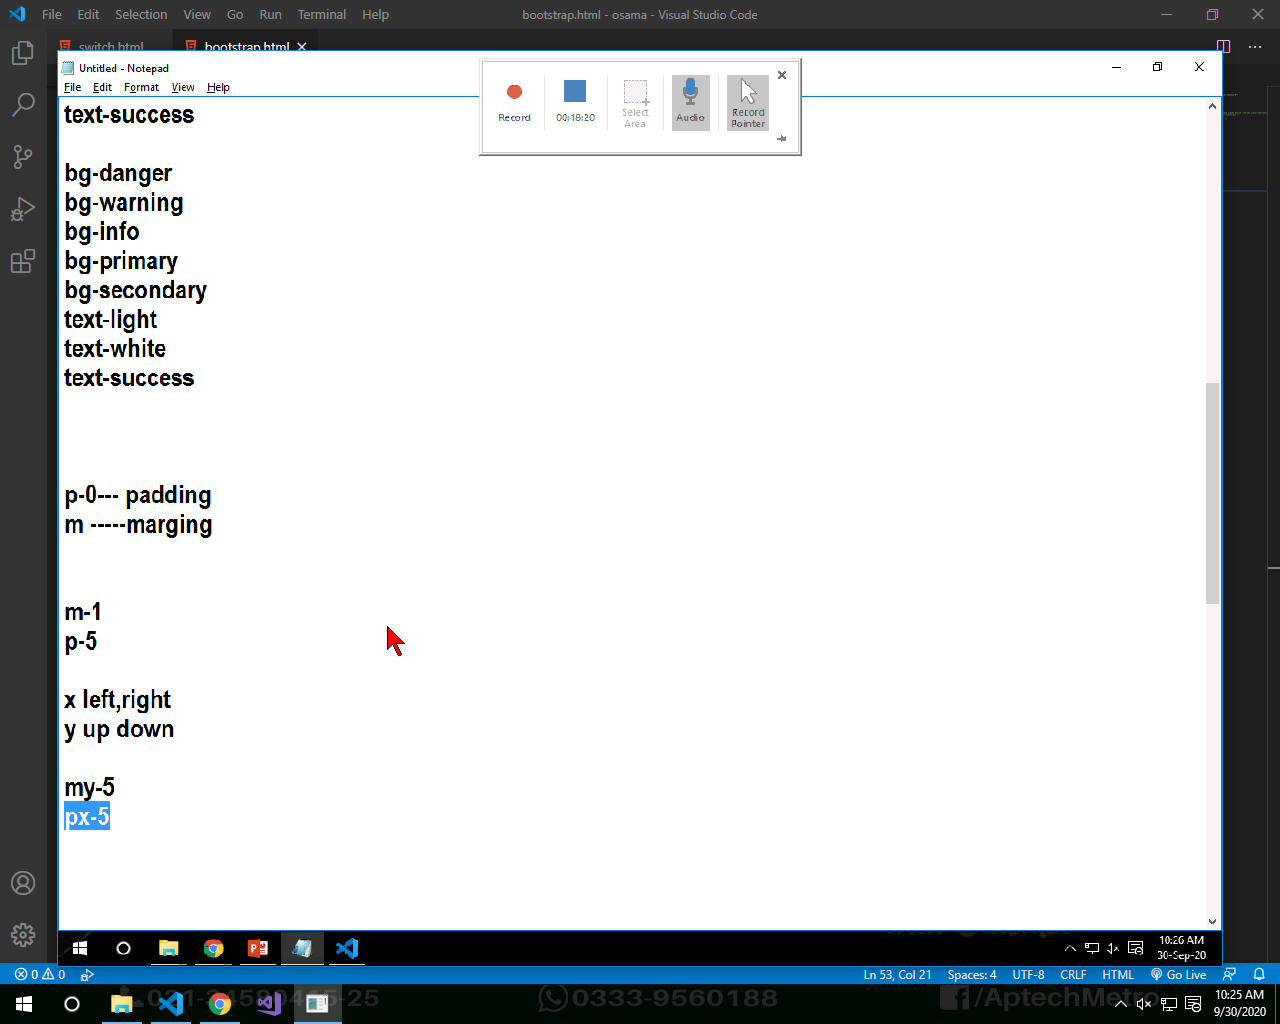 File Edit Selection View Go Run Terminal Help bootstrap.html - osama - Visual Studio Code
switch.html bootstrap.html
Untitled - Notepad
File Edit Format View Help
Record 00:18:20 Select Area Audio Record Pointer
text-success
bg-danger
bg-warning
bg-info
bg-primary
bg-secondary
text-light
text-white
text-success
p-0--- padding
m -----marging
m-1
p-5
x left,right
y up down
my-5
px-5
10:26 AM
30-Sep-20
0 0 Ln 53, Col 21 Spaces: 4 UTF-8 CRLF HTML Go Live
0333-9560188 /AptechMetro
10:25 AM
9/30/2020